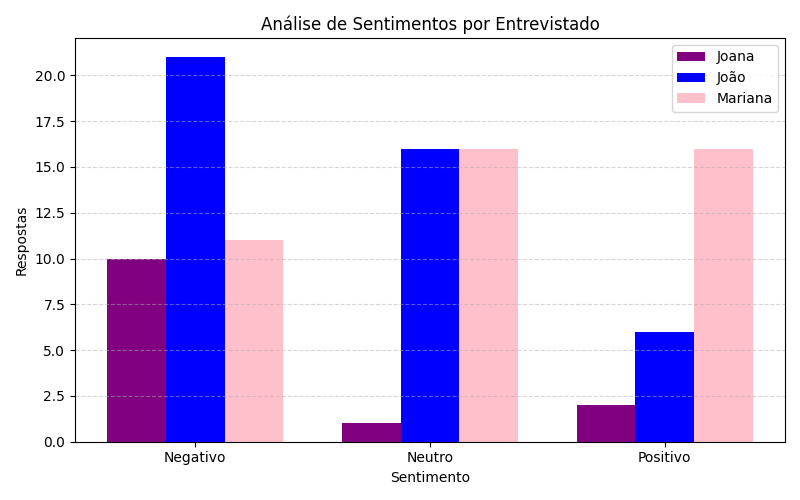 Análise de Sentimentos por Entrevistado
Joana
João
Mariana
20.0
17.5
15.0
12.5
10.0
7.5
5.0
2.5
0.0
Respostas
Negativo
Neutro
Positivo
Sentimento